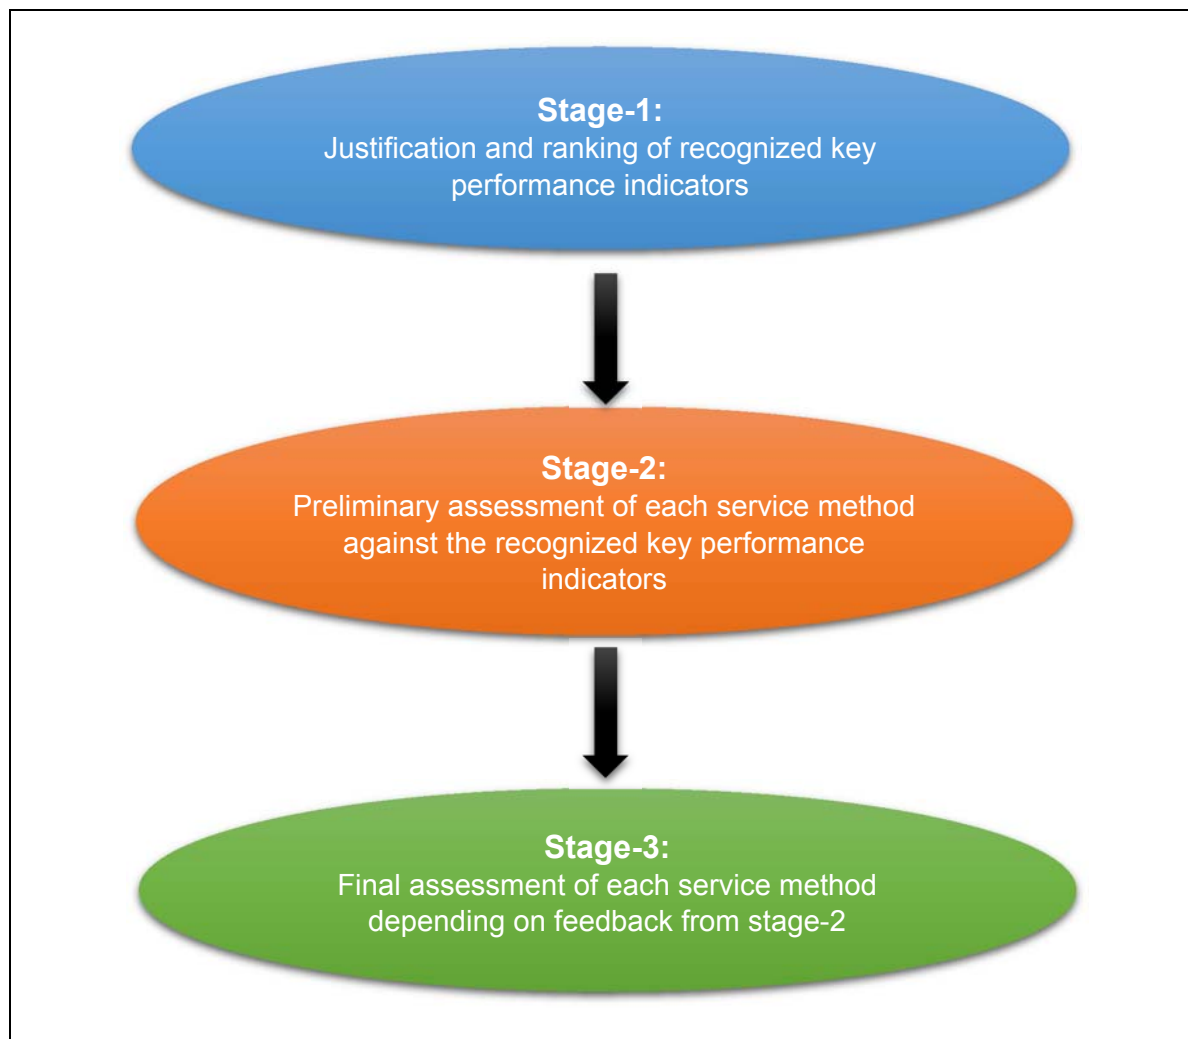 Stage-1:
Justification and ranking of recognized key
performance indicators
Stage-2:
Preliminary assessment of each service method
against the recognized key performance
indicators
Stage-3:
Final assessment of each service method
depending on feedback from stage-2